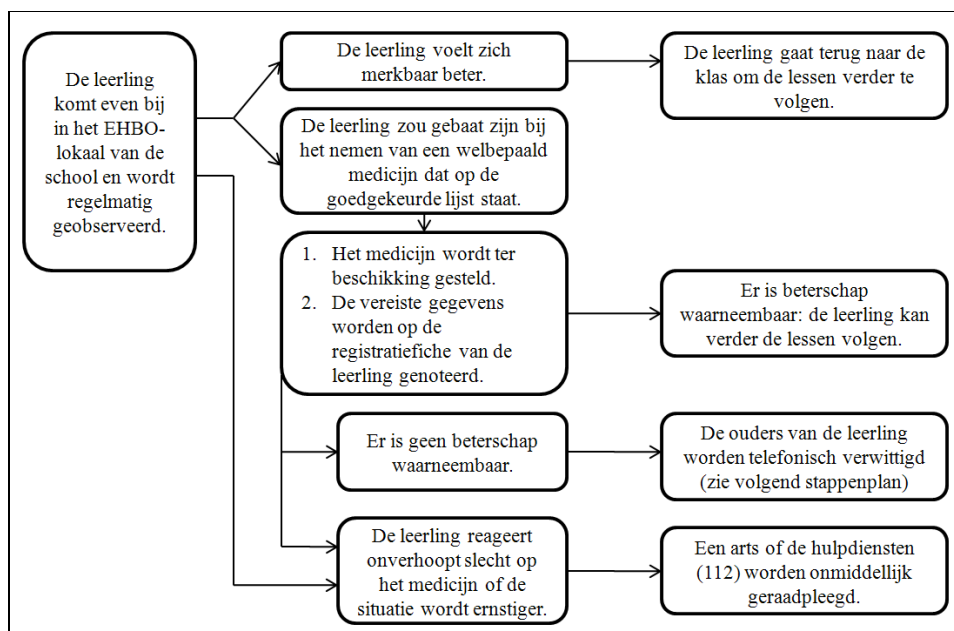 De leerling
komt even bij
in het EHBO-
lokaal van de
school en wordt
regelmatig
geobserveerd.
De leerling voelt zich
merkbaar beter.
De leerling gaat terug naar de
klas om de lessen verder te
volgen.
De leerling zou gebaat zijn bij
het nemen van een welbepaald
medicijn dat op de
goedgekeurde lijst staat.
1. Het medicijn wordt ter
beschikking gesteld.
2. De vereiste gegevens
worden op de
registratiefiche van de
leerling genoteerd.
Er is beterschap
waarneembaar: de leerling kan
verder de lessen volgen.
Er is geen beterschap
waarneembaar.
De ouders van de leerling
worden telefonisch verwittigd
(zie volgend stappenplan)
De leerling reageert
onverhoopt slecht op
het medicijn of de
situatie wordt ernstiger.
Een arts of de hulpdiensten
(112) worden onmiddellijk
geraadpleegd.